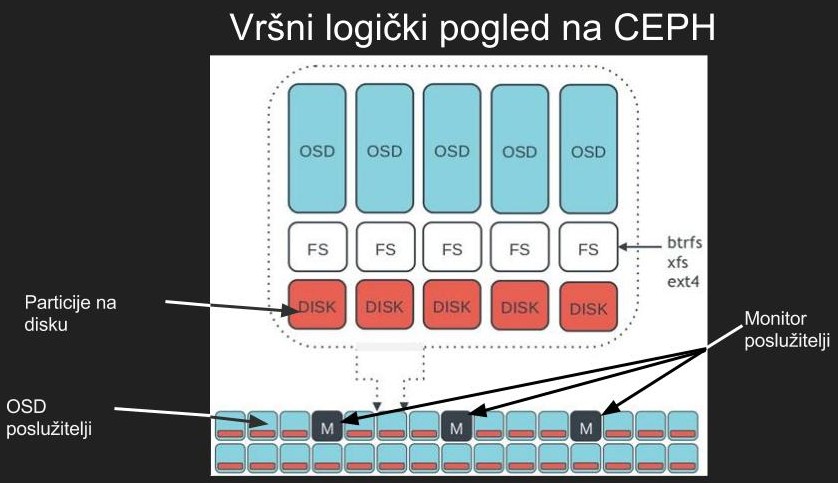 Vršni logički pogled na CEPH
OSD OSD OSD OSD OSD
FS FS FS FS FS
btrfs
xfs
ext4
DISK DISK DISK DISK DISK
Particije na
disku
Monitor
poslužitelji
OSD
poslužitelji
M M M